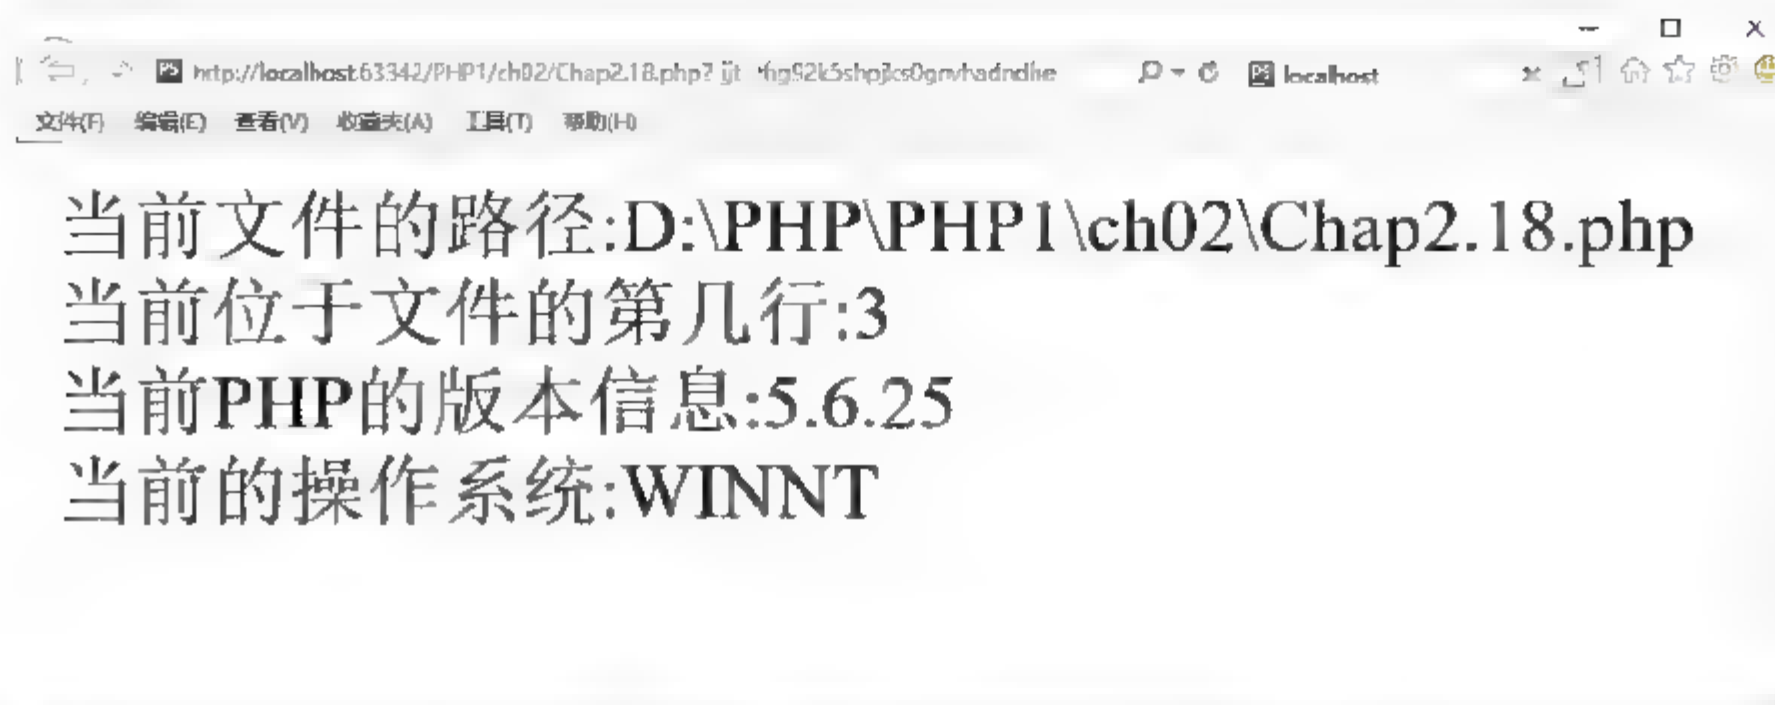 http://localhost:63342/PHP1/ch02/Chap2.18.php? localhost
文件(F) 编辑(E) 查看(V) 收藏夹(A) 工具(T) 帮助(H)
当前文件的路径:D:\PHP\PHP1\ch02\Chap2.18.php
当前位于文件的第几行:3
当前PHP的版本信息:5.6.25
当前的操作系统:WINNT